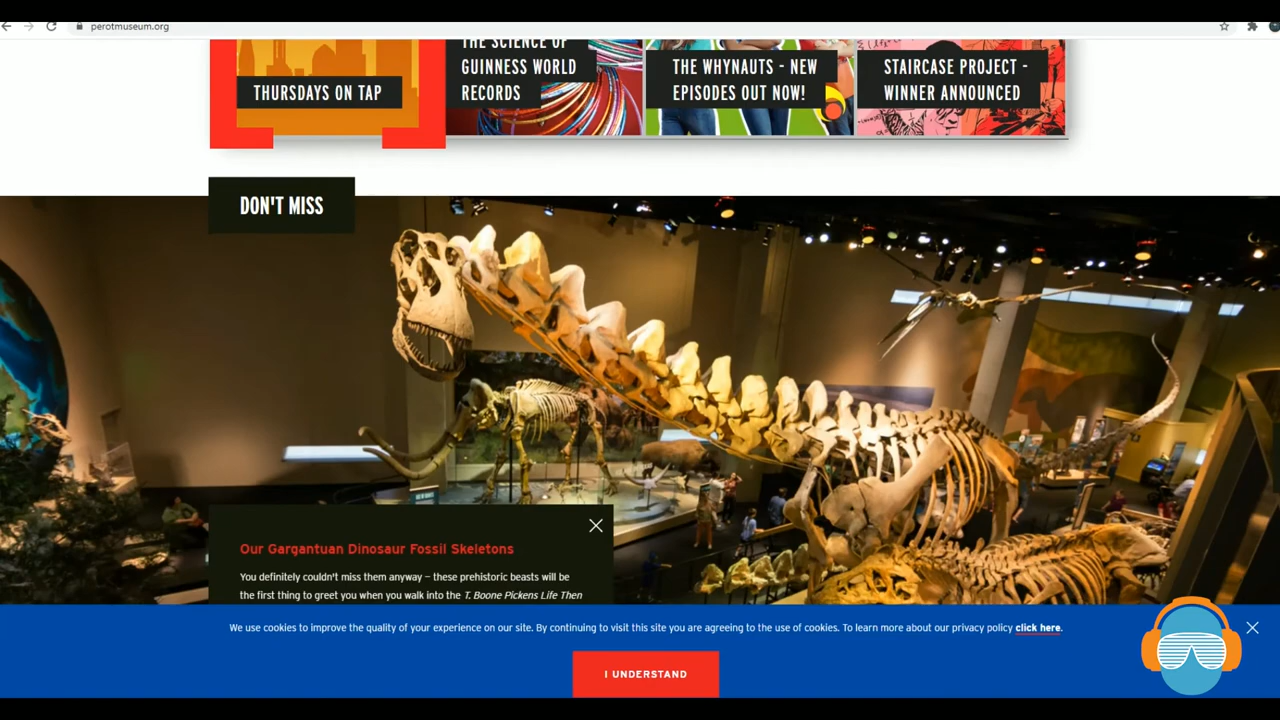 perotmuseum.org
THURSDAYS ON TAP
THE SCIENCE OF
GUINNESS WORLD
RECORDS
THE WHYNAUTS - NEW
EPISODES OUT NOW!
STAIRCASE PROJECT -
WINNER ANNOUNCED
DON'T MISS
Our Gargantuan Dinosaur Fossil Skeletons
You definitely couldn't miss them anyway – these prehistoric beasts will be
the first thing to greet you when you walk into the T. Boone Pickens Life Then
We use cookies to improve the quality of your experience on our site. By continuing to visit this site you are agreeing to the use of cookies. To learn more about our privacy policy click here.
I UNDERSTAND